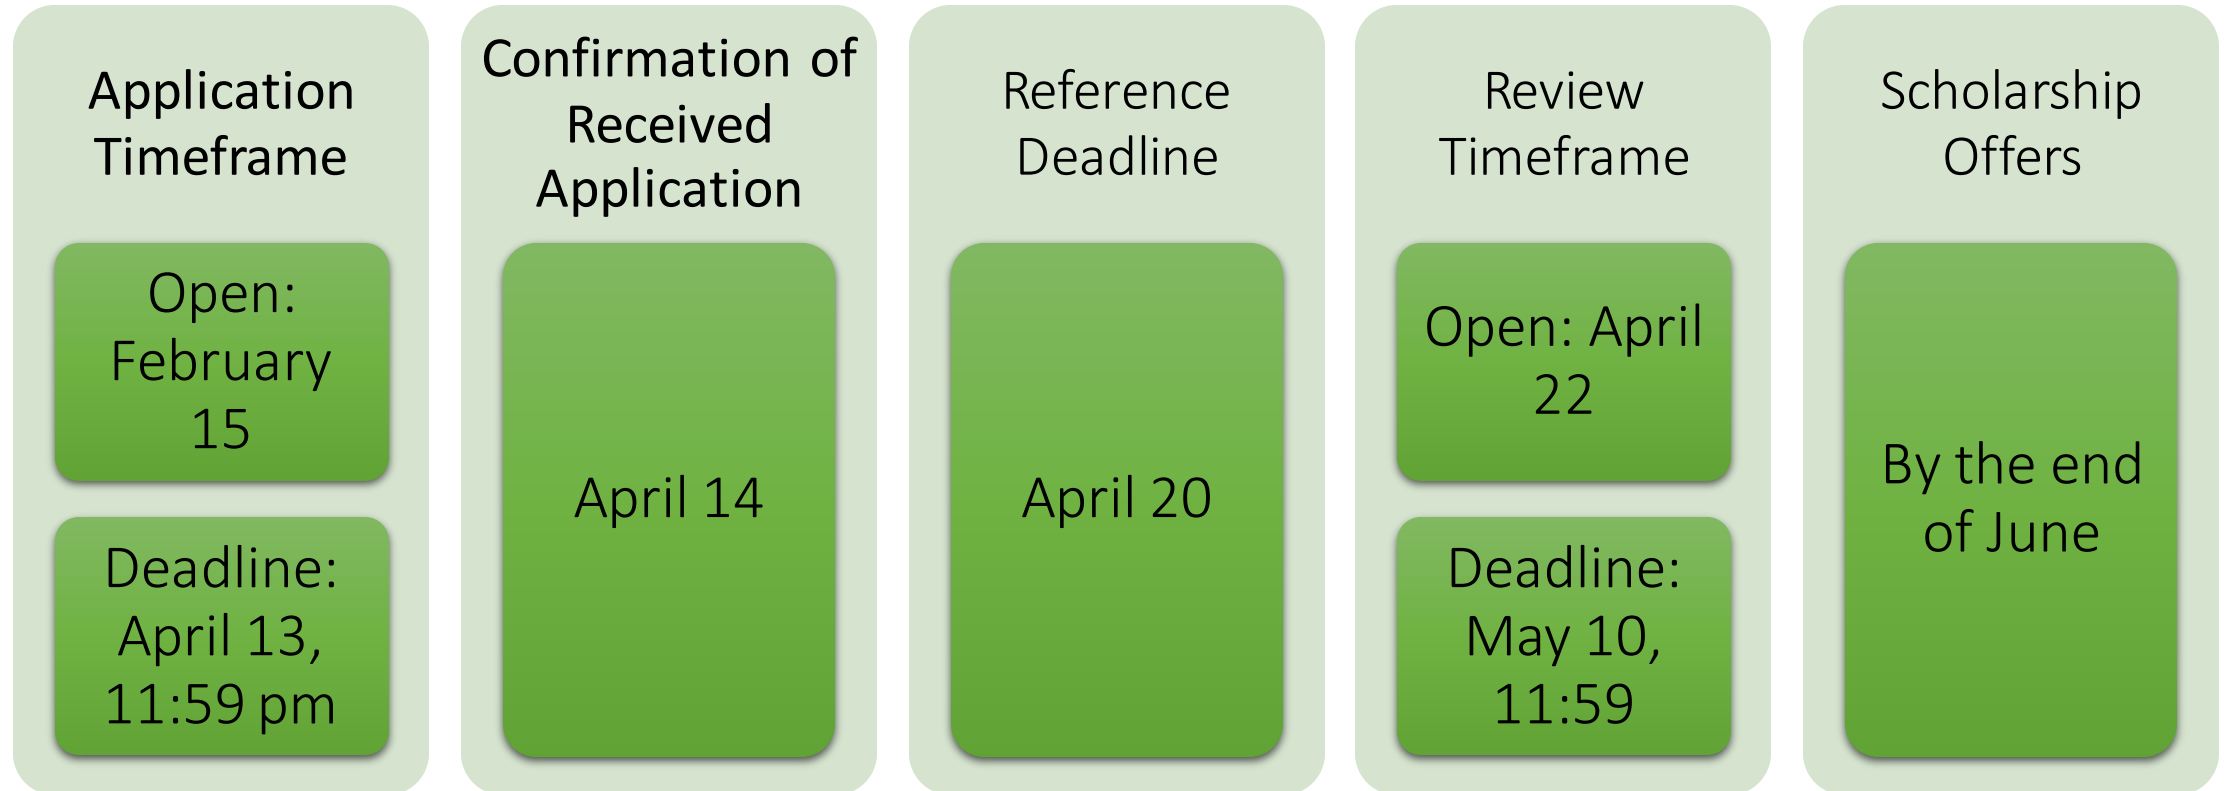 Application
Timeframe
Open:
February
15
Deadline:
April 13,
11:59 pm
Confirmation of
Received
Application
April 14
Reference
Deadline
April 20
Review
Timeframe
Open: April
22
Deadline:
May 10,
11:59
Scholarship
Offers
By the end
of June